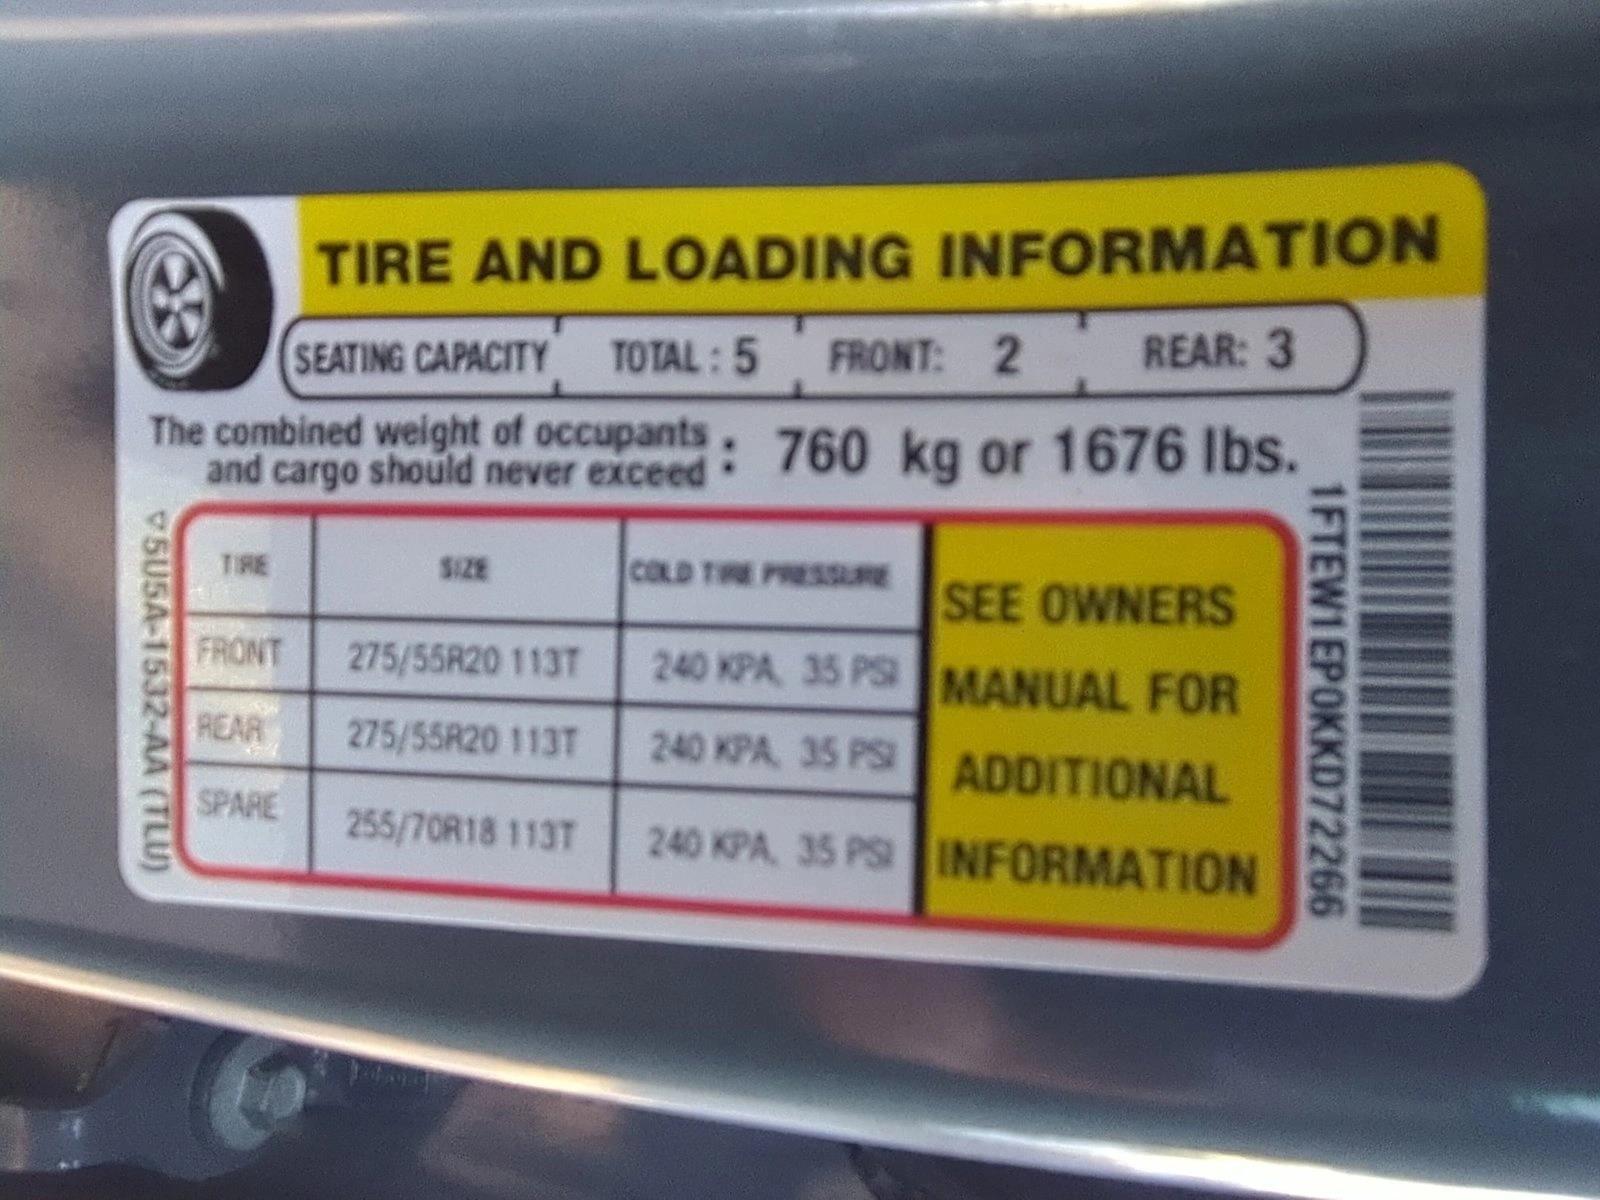 TIRE AND LOADING INFORMATION
SEATING CAPACITY TOTAL : 5 FRONT: 2 REAR: 3
The combined weight of occupants
and cargo should never exceed : 760 kg or 1676 lbs.
TIRE SIZE COLD TIRE PRESSURE
FRONT 275/55R20 113T 240 KPA, 35 PSI
REAR 275/55R20 113T 240 KPA, 35 PSI
SPARE 255/70R18 113T 240 KPA, 35 PSI
SEE OWNERS
MANUAL FOR
ADDITIONAL
INFORMATION
▽5U5A-1532-AA (TLU)
1FTEW1EP0KKD72266